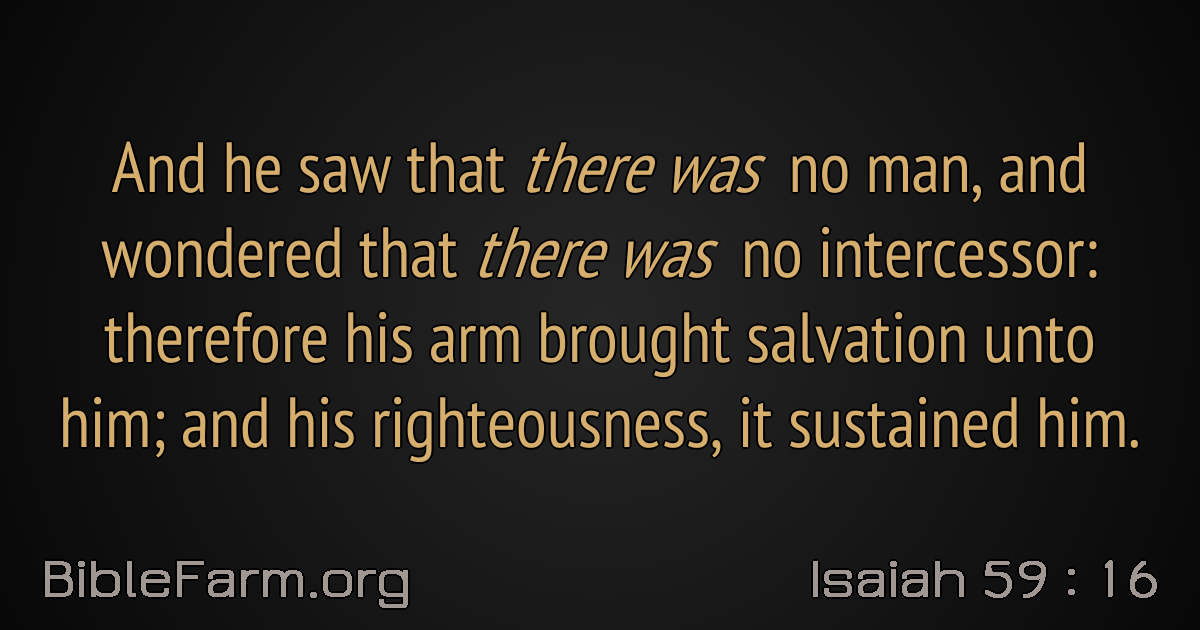 And he saw that there was no man, and
wondered that there was no intercessor:
therefore his arm brought salvation unto
him; and his righteousness, it sustained him.
BibleFarm.org
Isaiah 59 : 16